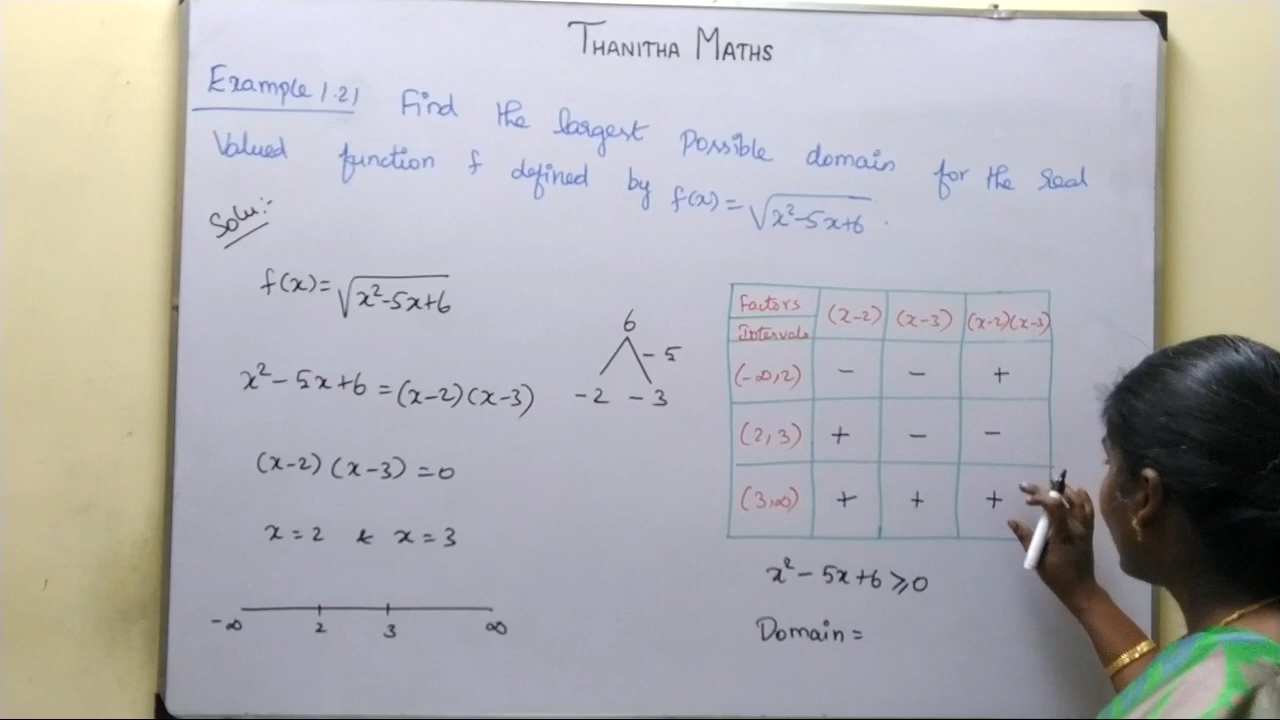 THANITHA MATHS
Example 1.21 Find the largest Possible domain for the real
Valued function f defined by f(x) = √x²-5x+6 .
Solu:-
f(x) = √x²-5x+6
x² - 5x + 6 = (x-2)(x-3)
6
-5
-2 -3
(x-2) (x-3) = 0
x = 2 & x = 3
-∞ 2 3 ∞
Factors (x-2) (x-3) (x-2)(x-3)
Intervals
(-∞,2) - - +
(2,3) + - -
(3,∞) + + +
x² - 5x + 6 ⩾ 0
Domain =